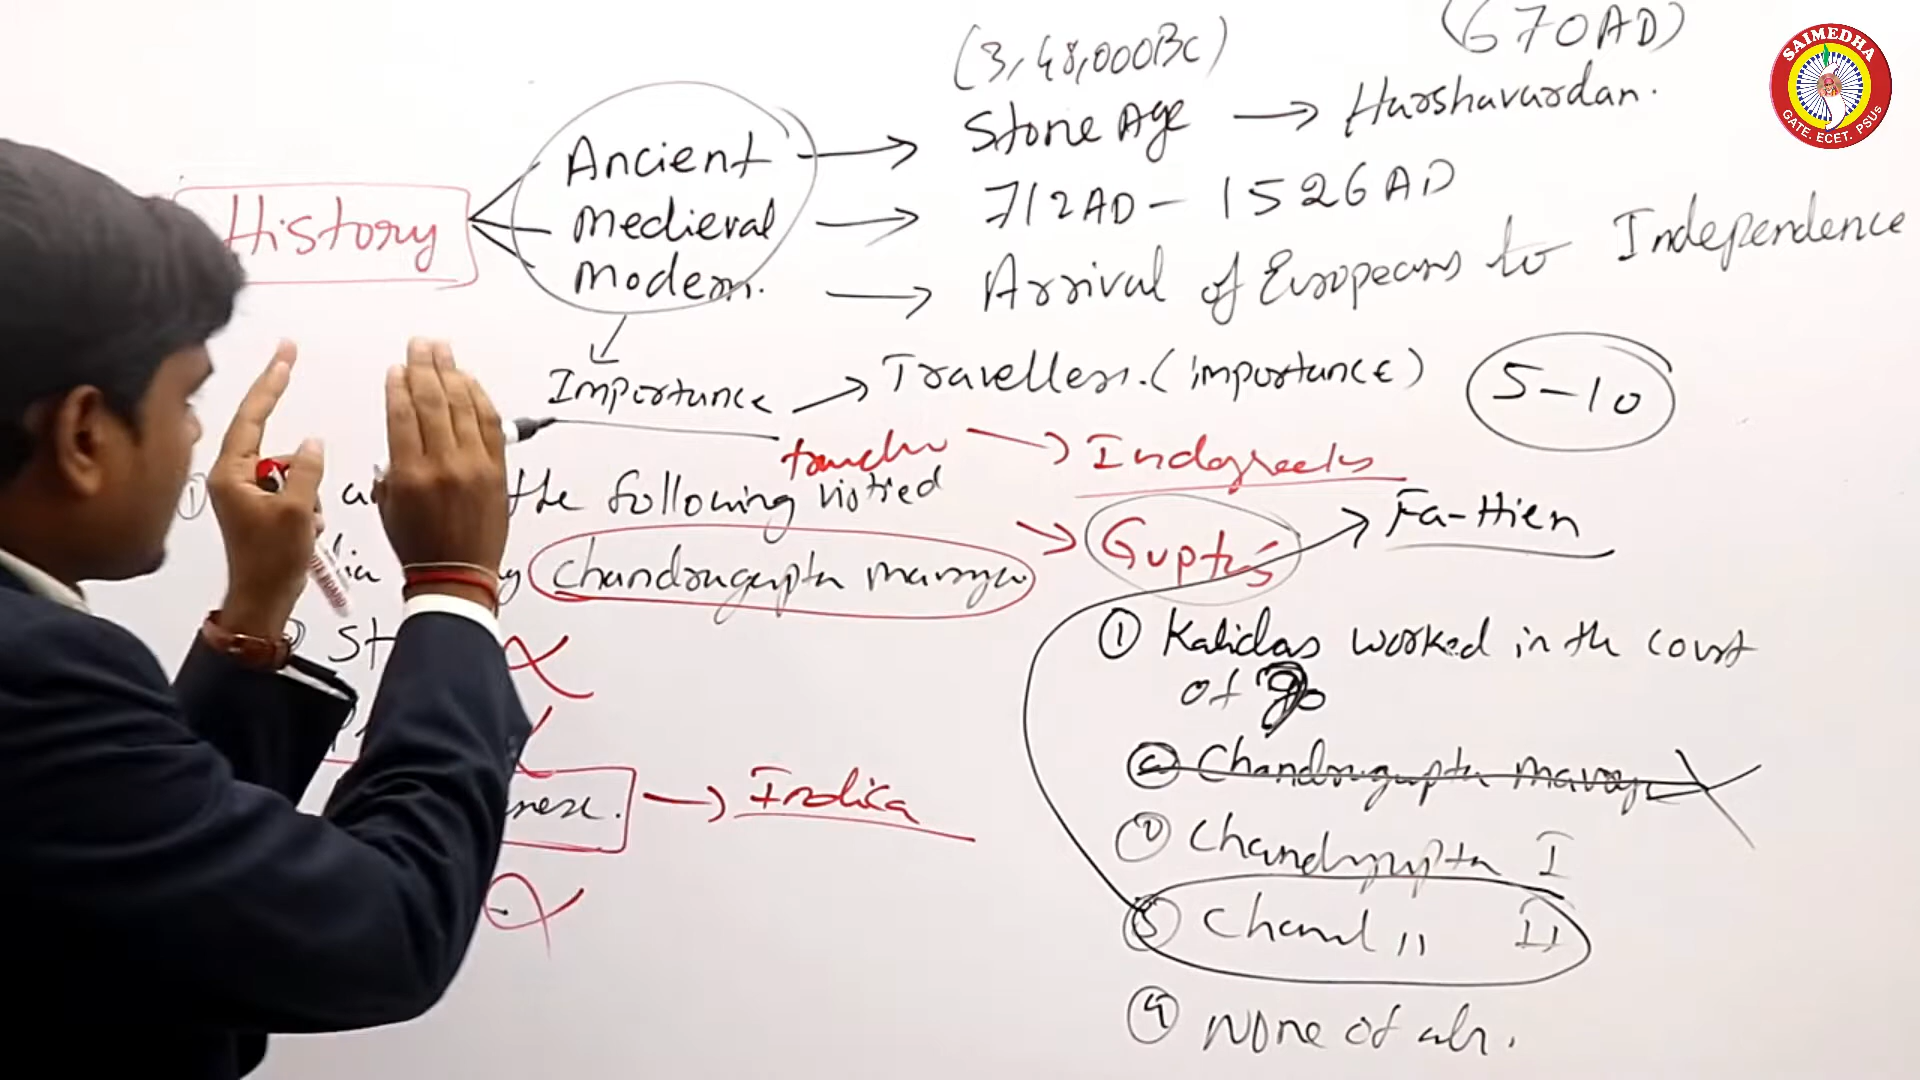 (3,48,000BC) (670AD)
Stone Age → Harshavardan.
History
Ancient
Medieval
Modern.
712AD - 1526AD
Arrival of Europeans to Independence
Importance → Travellers. (importance)
5-10
→ Indogreeks
① the following visited
chandragupta maurya
→ Gupta's → Fa-Hien
① Kalidas worked in the court
of
Chandragupta maurya
② Chandragupta I
③ Chand 11 II
④ None of abv.
→ Indica
SAIMEDHA
GATE. ECET. PSUs